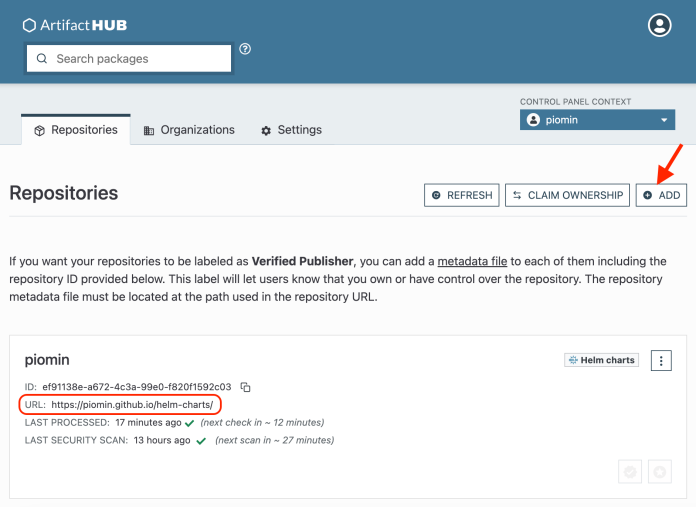 Artifact HUB
Search packages
CONTROL PANEL CONTEXT
piomin
Repositories
Organizations
Settings
Repositories
REFRESH
CLAIM OWNERSHIP
ADD
If you want your repositories to be labeled as Verified Publisher, you can add a metadata file to each of them including the
repository ID provided below. This label will let users know that you own or have control over the repository. The repository
metadata file must be located at the path used in the repository URL.
piomin
Helm charts
ID: ef91138e-a672-4c3a-99e0-f820f1592c03
URL: https://piomin.github.io/helm-charts/
LAST PROCESSED: 17 minutes ago (next check in ~ 12 minutes)
LAST SECURITY SCAN: 13 hours ago (next scan in ~ 27 minutes)